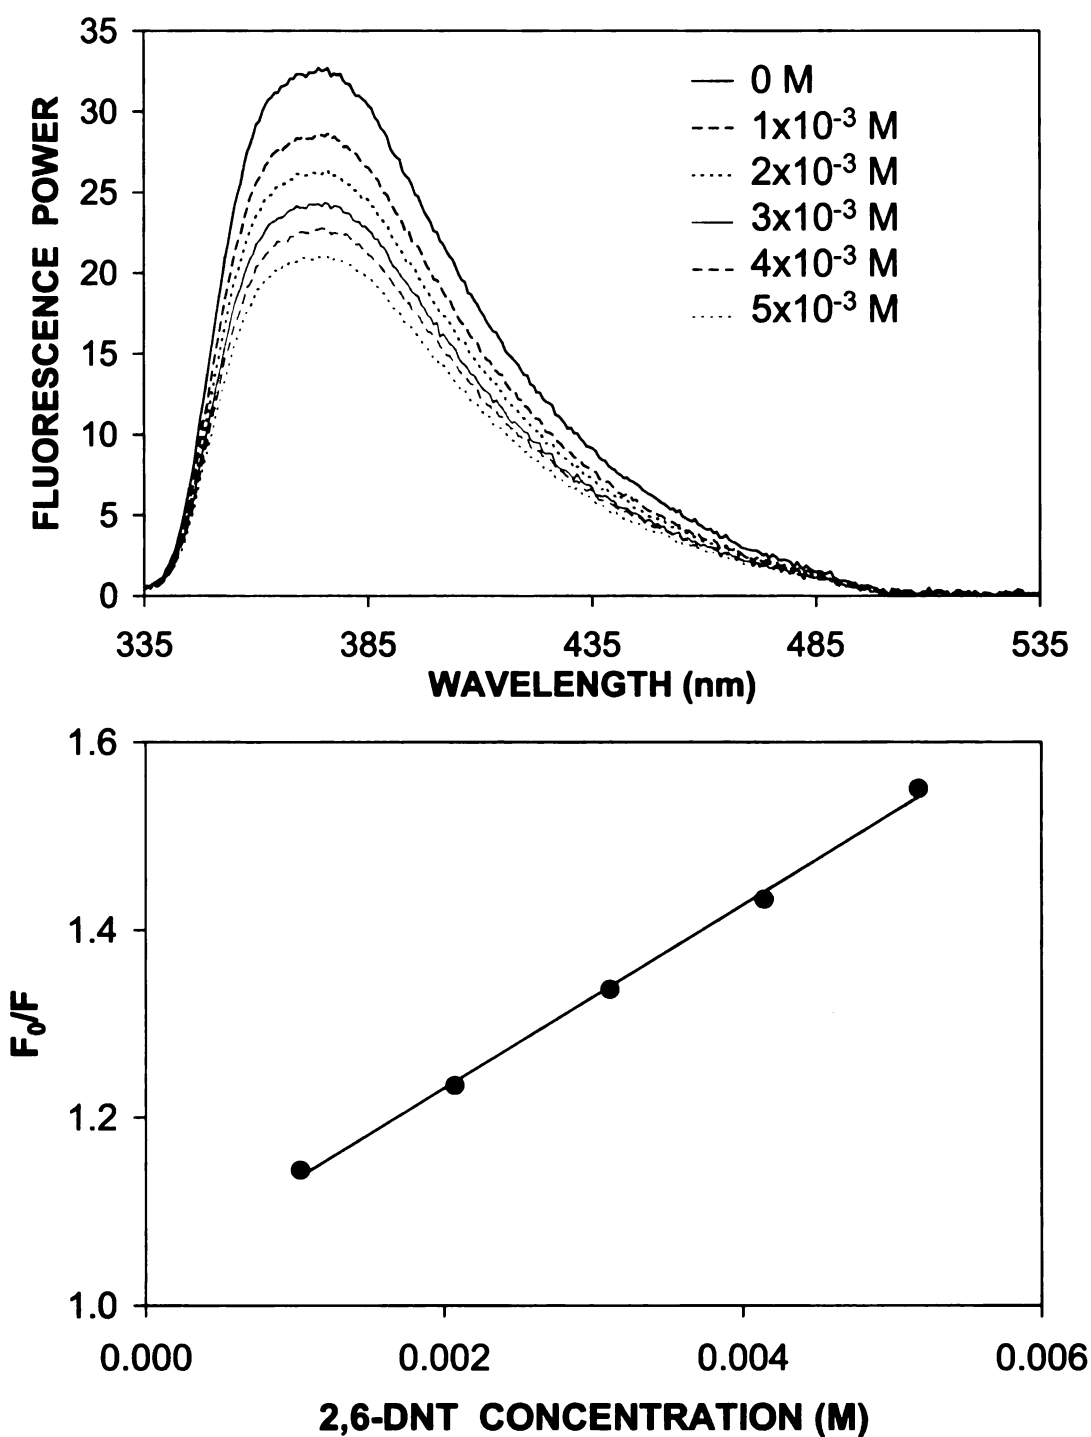 35
30
25
20
15
10
5
0
FLUORESCENCE POWER
0 M
1x10⁻³ M
2x10⁻³ M
3x10⁻³ M
4x10⁻³ M
5x10⁻³ M
335 385 435 485 535
WAVELENGTH (nm)
1.6
1.4
1.2
1.0
F₀/F
0.000 0.002 0.004 0.006
2,6-DNT CONCENTRATION (M)